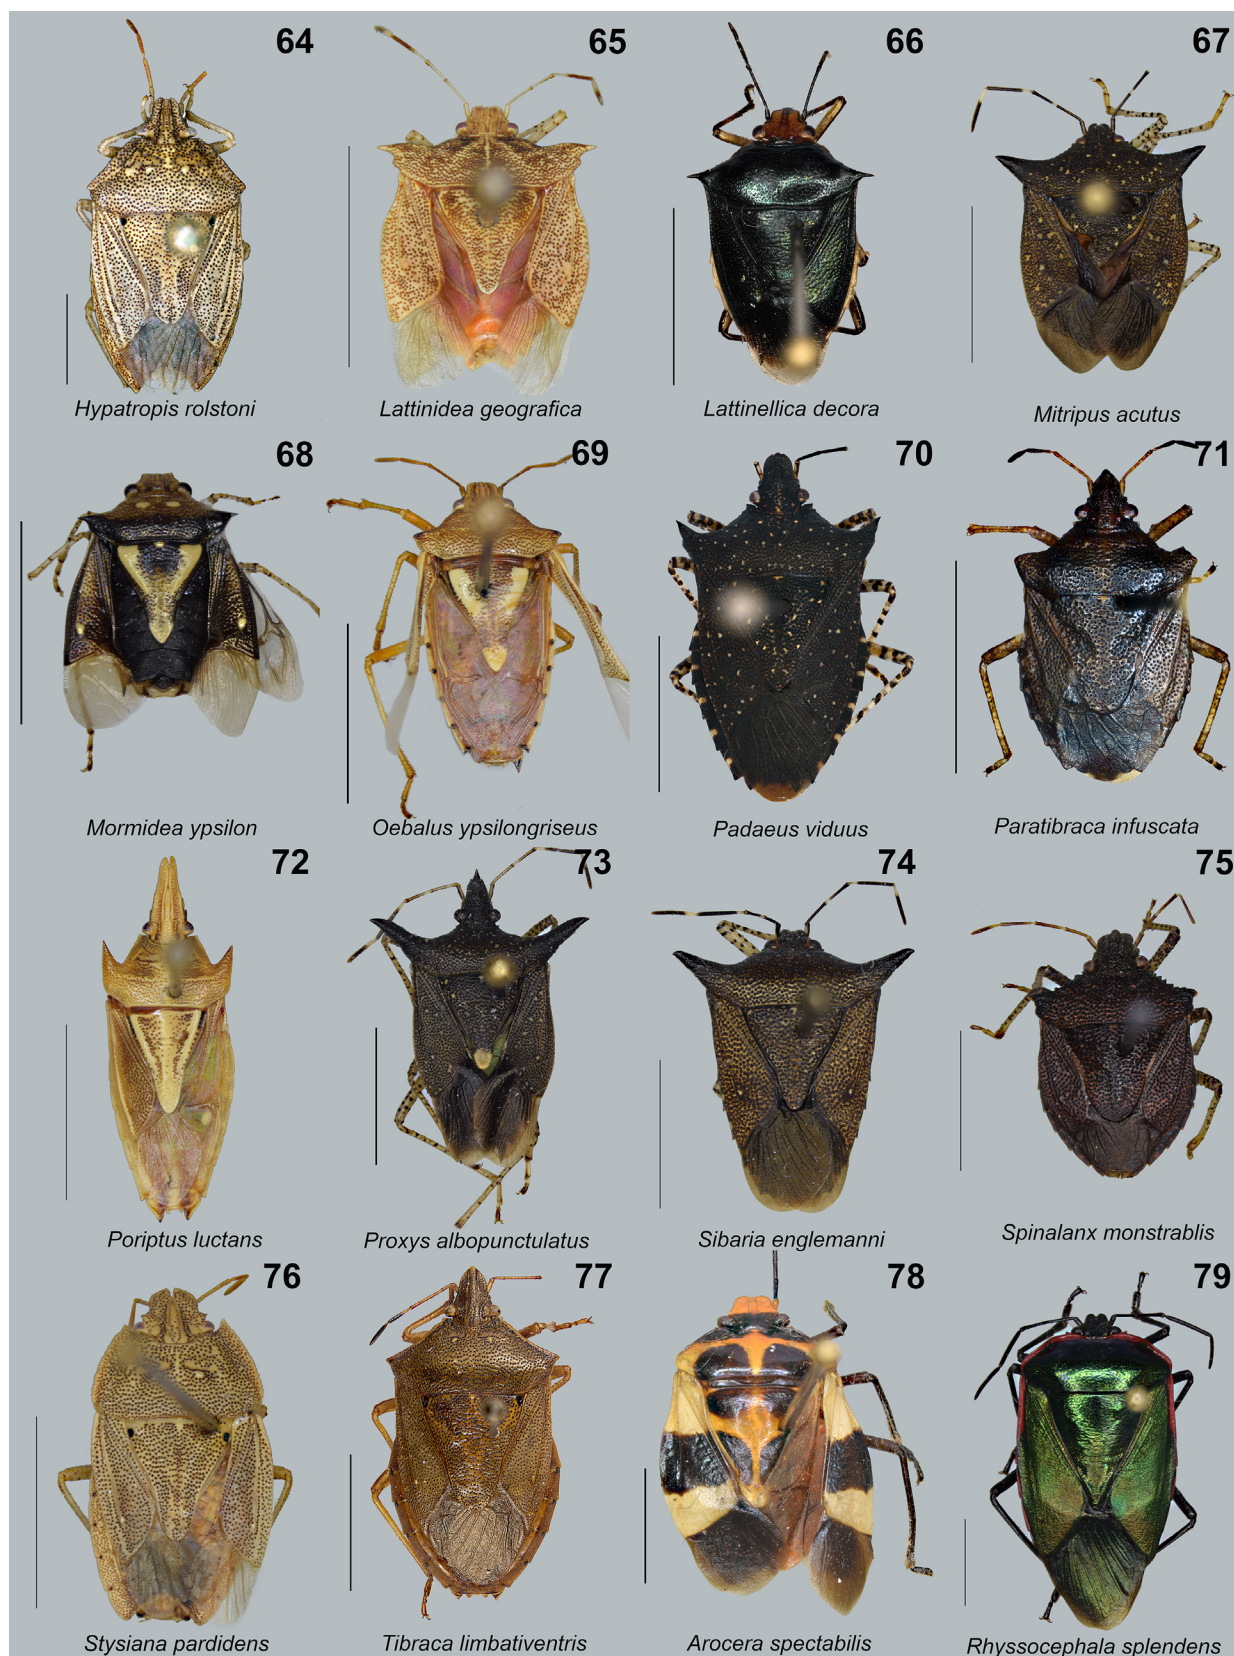 64 65 66 67
Hypatropis rolstoni Lattinidea geografica Lattinellica decora Mitripus acutus
68 69 70 71
Mormidea ypsilon Oebalus ypsilongriseus Padaeus viduus Paratibraca infuscata
72 73 74 75
Poriptus luctans Proxys albopunctulatus Sibaria englemanni Spinalanx monstrablis
76 77 78 79
Stysiana pardidens Tibraca limbativentris Arocera spectabilis Rhyssocephala splendens